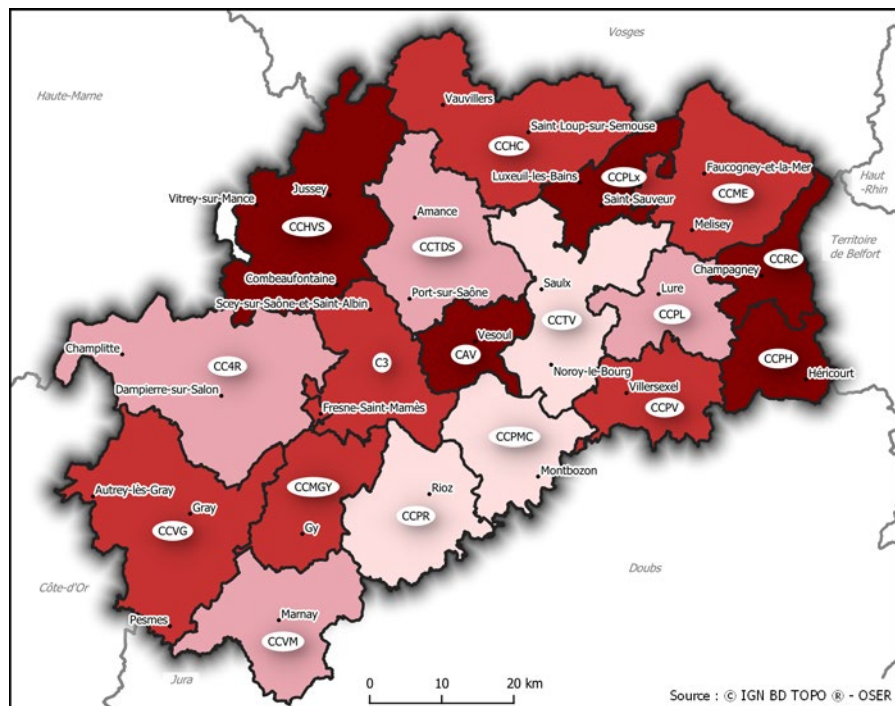 Vosges
Haute-Marne
Vauvillers
Saint-Loup-sur-Semouse
CCHC
Luxeuil-les-Bains
CCPLx
Faucogney-et-la-Mer
Haut
-Rhin
Jussey
Vitrey-sur-Mance
Saint-Sauveur
CCME
CCHVS
Amance
Melisey
Territoire
de Belfort
CCTDS
CCRC
Combeaufontaine
Champagney
Saulx
Lure
Port-sur-Saône
Scey-sur-Saône-et-Saint-Albin
CCTV
CCPL
Vesoul
Champlitte
CAV
CCPH
C3
CC4R
Noroy-le-Bourg
Héricourt
Dampierre-sur-Salon
Villersexel
CCPV
Fresne-Saint-Mamès
CCPMC
Montbozon
CCMGY
Autrey-lès-Gray
Rioz
Gray
CCPR
CCVG
Gy
Doubs
Côte-d'Or
Marnay
Pesmes
CCVM
Jura
0 10 20 km
Source : © IGN BD TOPO ® - OSER